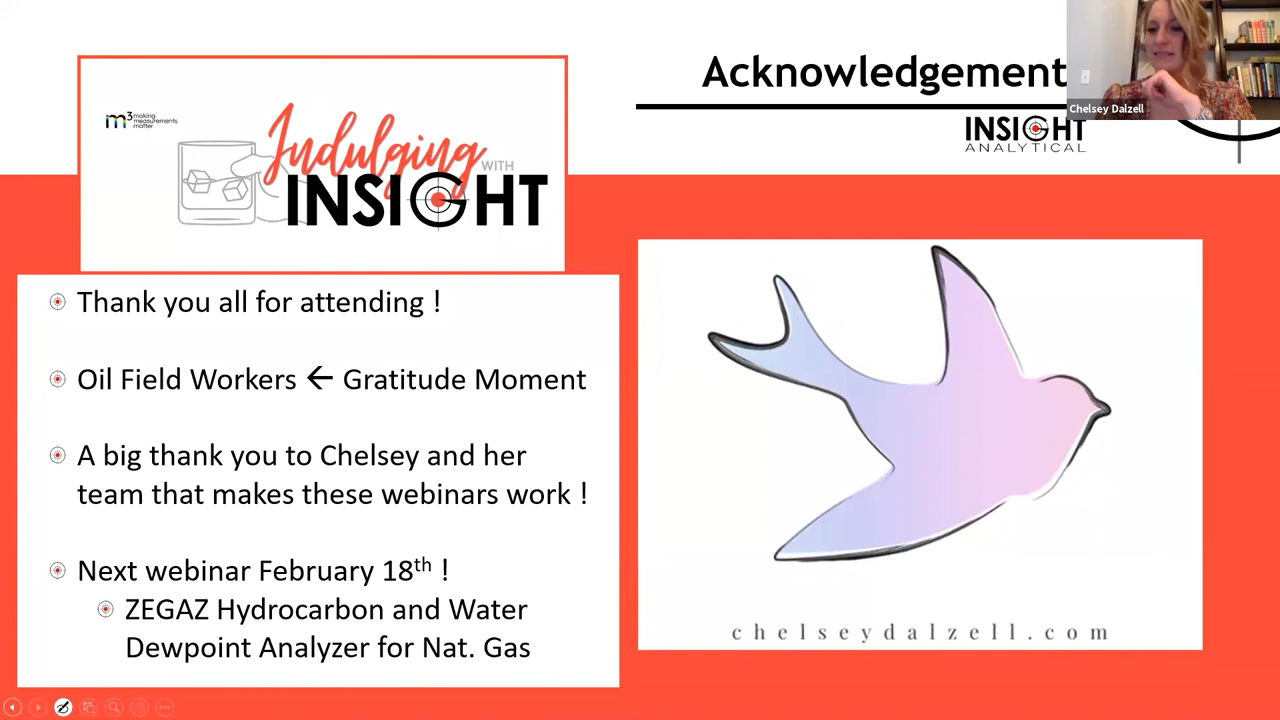 Acknowledgement
Chelsey Dalzell
INSIGHT
ANALYTICAL
m3 making
measurements
matter
Indulging
WITH
INSIGHT
Thank you all for attending !
Oil Field Workers ← Gratitude Moment
A big thank you to Chelsey and her
team that makes these webinars work !
Next webinar February 18th !
ZEGAZ Hydrocarbon and Water
Dewpoint Analyzer for Nat. Gas
chelseydalzell.com